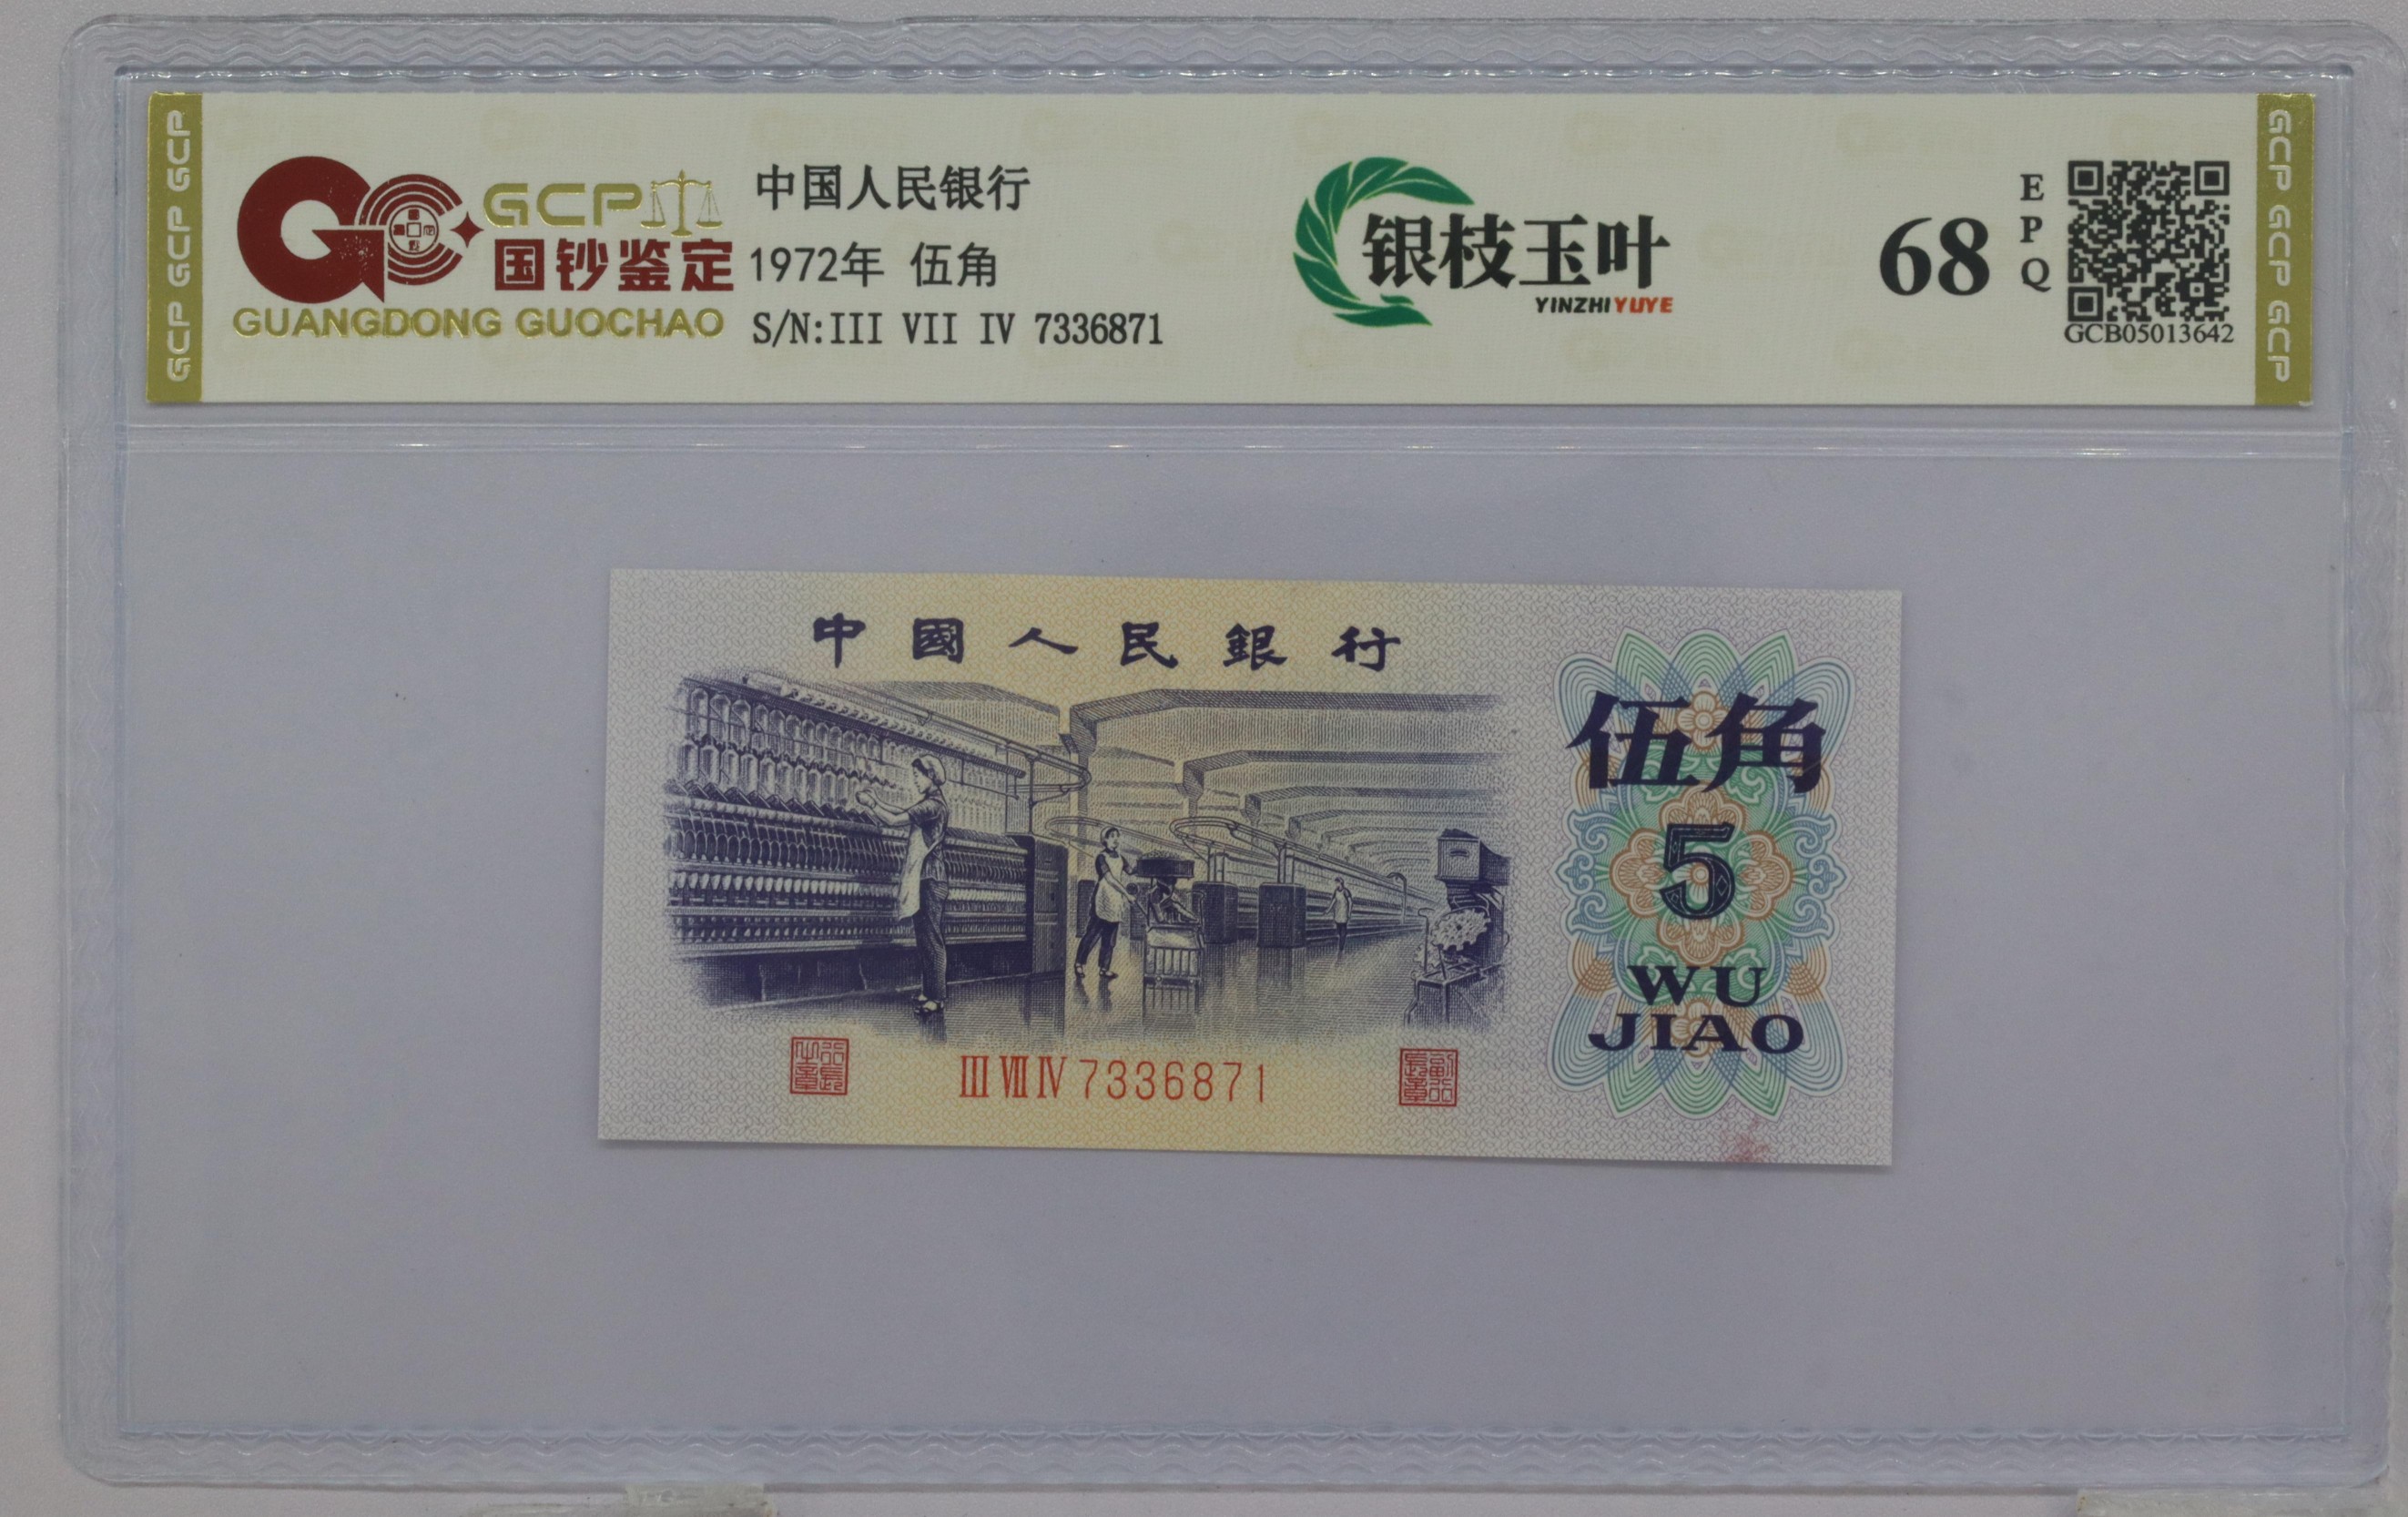 GCP GCP GCP
GCP
国钞鉴定
GUANGDONG GUOCHAO
中国人民银行
1972年 伍角
S/N:III VII IV 7336871
银枝玉叶
YINZHIYUYE
68
EPQ
GCB05013642
GCP GCP GCP
中國人民銀行
伍角
5
WU
JIAO
III VII IV 7336871